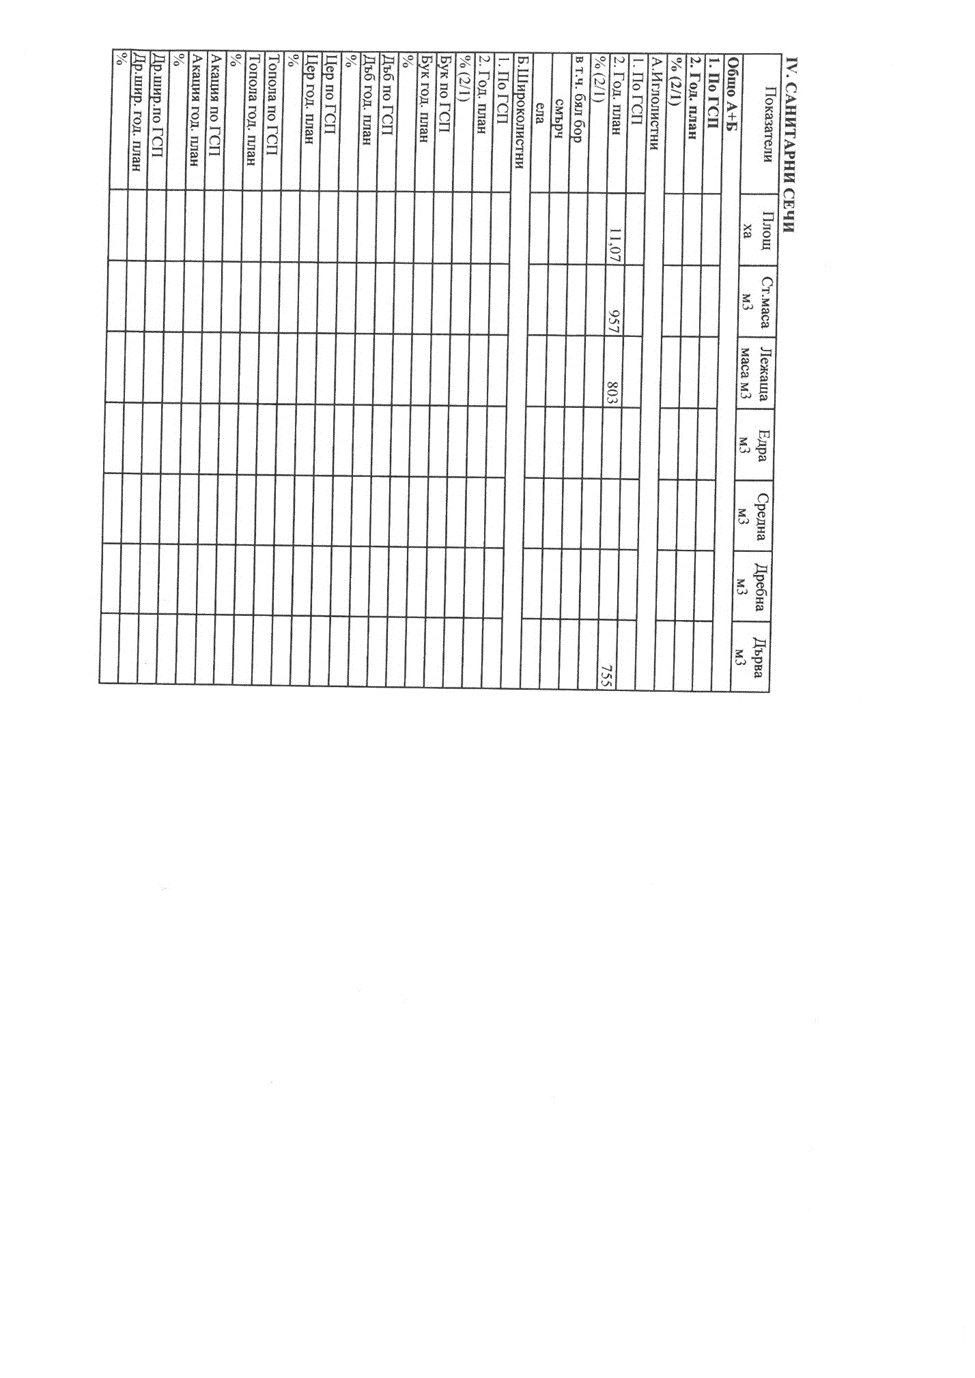 IV. САНИТАРНИ СЕЧИ
Показатели Площ ха Ст.маса м3 Лежаща маса м3 Едра м3 Средна м3 Дребна м3 Дърва м3
Общо А+Б
1. По ГСП
2. Год. план
% (2/1)
А.Иглолистни
1. По ГСП
2. Год. план 11,07 957 803
% (2/1) 755
в т.ч. бял бор
смърч
ела
Б.Широколистни
1. По ГСП
2. Год. план
% (2/1)
Бук по ГСП
Бук год. план
%
Дъб по ГСП
Дъб год. план
%
Цер по ГСП
Цер год. план
%
Топола по ГСП
Топола год. план
%
Акация по ГСП
Акация год. план
%
Др.шир.по ГСП
Др.шир. год. план
%